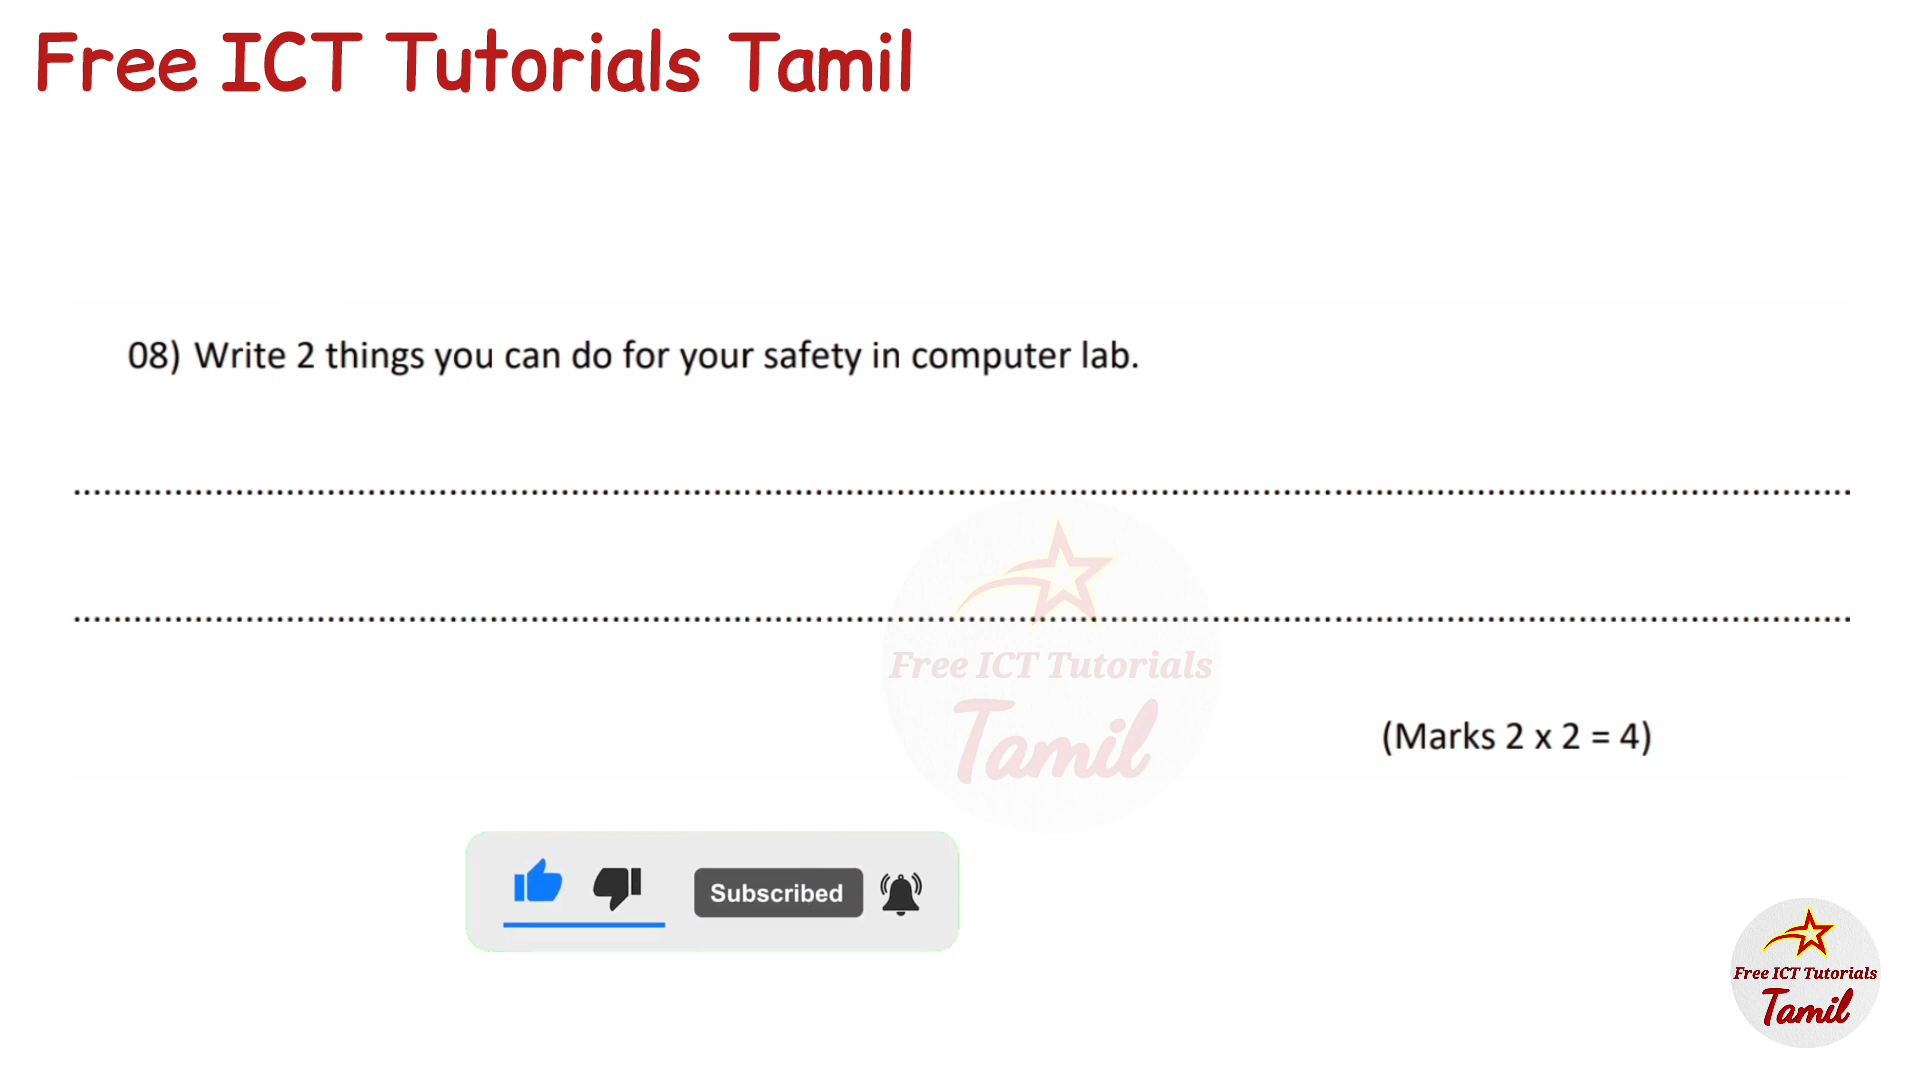 Free ICT Tutorials Tamil
08) Write 2 things you can do for your safety in computer lab.
........................................................................................................................
........................................................................................................................
Free ICT Tutorials
Tamil
(Marks 2 x 2 = 4)
Subscribed
Free ICT Tutorials
Tamil